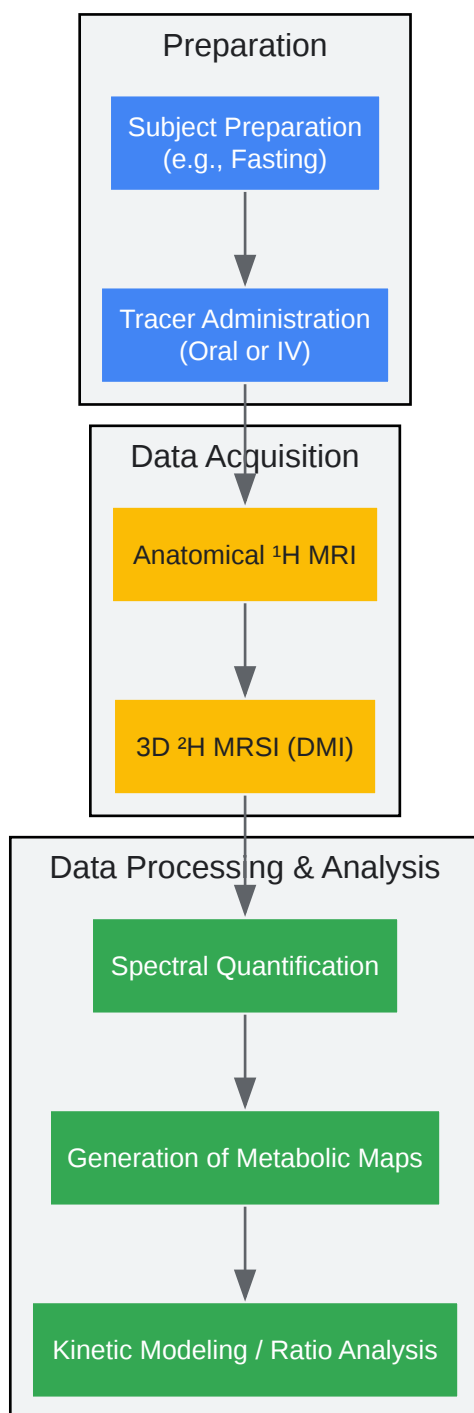 Preparation
Subject Preparation
(e.g., Fasting)
Tracer Administration
(Oral or IV)
Data Acquisition
Anatomical ¹H MRI
3D ²H MRSI (DMI)
Data Processing & Analysis
Spectral Quantification
Generation of Metabolic Maps
Kinetic Modeling / Ratio Analysis